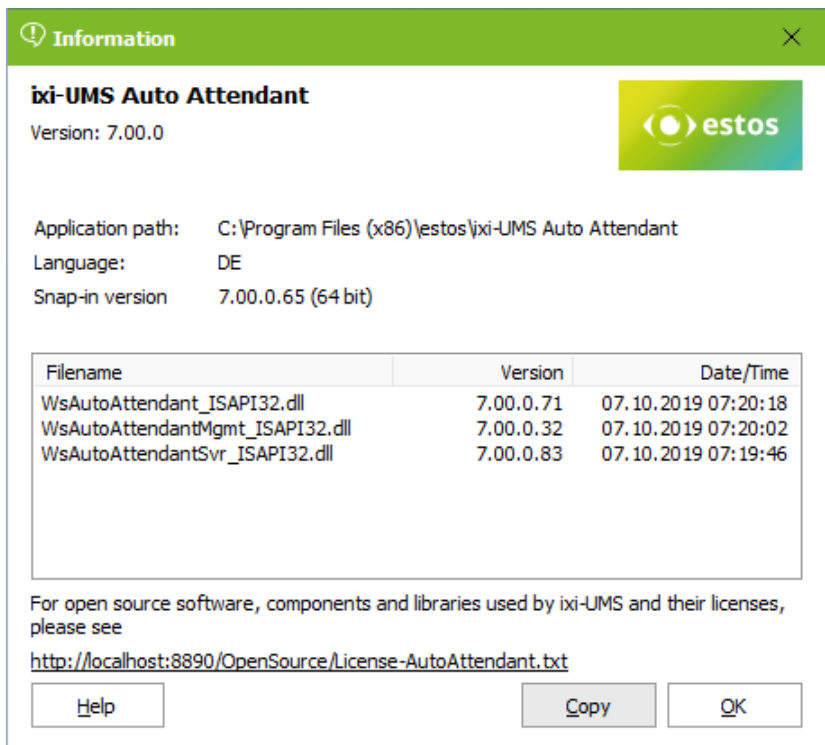 Information
ixi-UMS Auto Attendant
Version: 7.00.0
estos
Application path: C:\Program Files (x86)\estos\ixi-UMS Auto Attendant
Language: DE
Snap-in version 7.00.0.65 (64 bit)
Filename Version Date/Time
WsAutoAttendant_ISAPI32.dll 7.00.0.71 07.10.2019 07:20:18
WsAutoAttendantMgmt_ISAPI32.dll 7.00.0.32 07.10.2019 07:20:02
WsAutoAttendantSvr_ISAPI32.dll 7.00.0.83 07.10.2019 07:19:46
For open source software, components and libraries used by ixi-UMS and their licenses,
please see
http://localhost:8890/OpenSource/License-AutoAttendant.txt
Help Copy OK